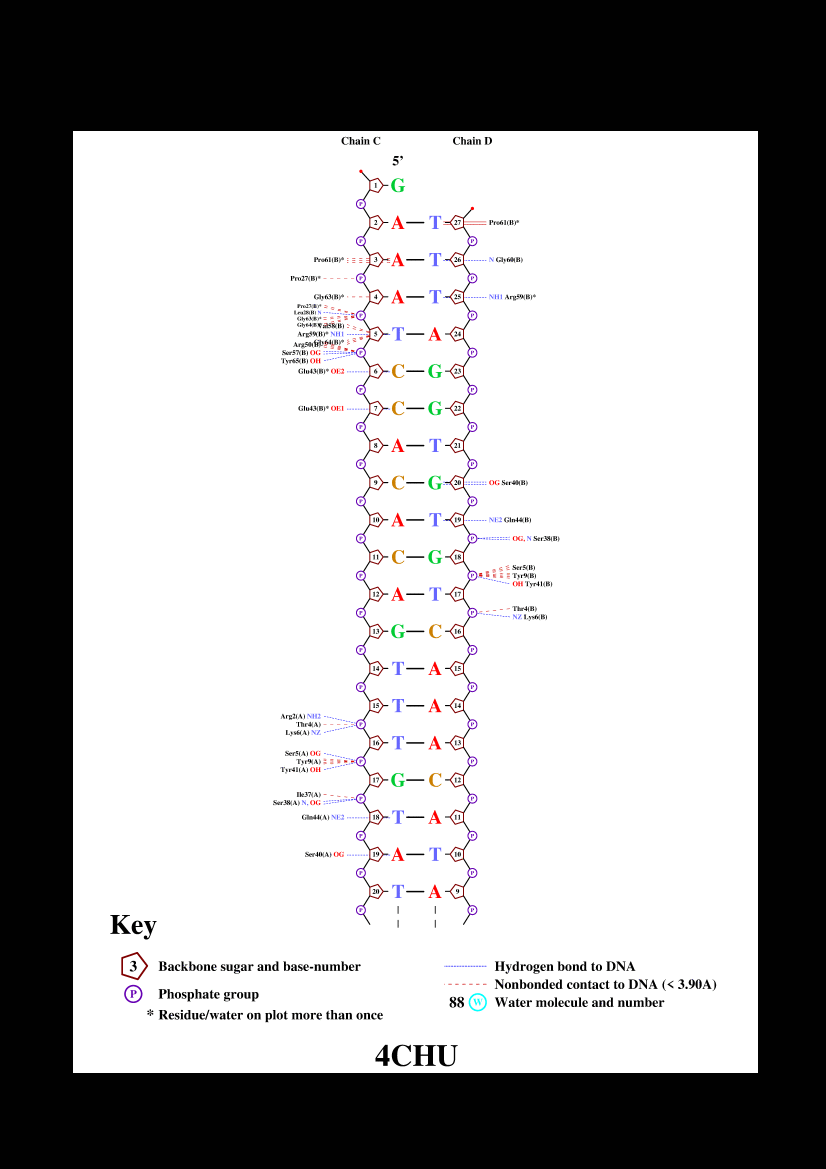 Chain C Chain D
5’
1 G
P
2 A T 27 Pro61(B)*
P P
Pro61(B)* 3 A T 26 N Gly60(B)
Pro27(B)* P P
Gly63(B)* 4 A T 25 NH1 Arg59(B)*
Pro27(B)*
Leu28(B) N
P P
Gly63(B)*
Arg59(B)* NH1 5 T A 24
Gly64(B)*
Ser57(B) OG P P
Tyr65(B) OH
Glu43(B)* OE2 6 C G 23
P P
Glu43(B)* OE1 7 C G 22
P P
8 A T 21
P P
9 C G 20 OG Ser40(B)
P P
10 A T 19 NE2 Gln44(B)
P P OG, N Ser38(B)
11 C G 18
Ser5(B)
P P Tyr9(B)
OH Tyr41(B)
12 A T 17
Thr4(B)
P P
NZ Lys6(B)
13 G C 16
P P
14 T A 15
P P
15 T A 14
Arg2(A) NH2
Thr4(A) P P
Lys6(A) NZ
16 T A 13
Ser5(A) OG
Tyr9(A) P P
Tyr41(A) OH
17 G C 12
Ile37(A)
P P
Ser38(A) N, OG
Gln44(A) NE2 18 T A 11
P P
Ser40(A) OG 19 A T 10
P P
20 T A 9
P P
Key
3 Backbone sugar and base-number
P Phosphate group
* Residue/water on plot more than once
Hydrogen bond to DNA
Nonbonded contact to DNA (< 3.90A)
88 W Water molecule and number
4CHU